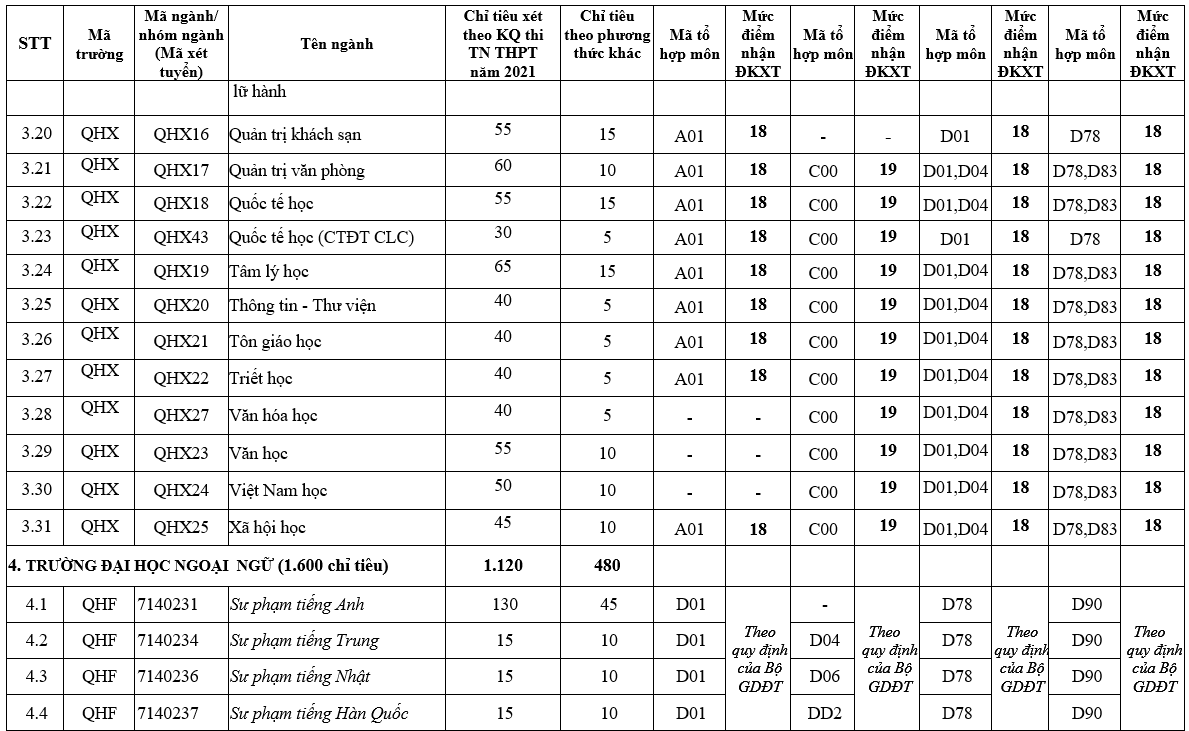 STT | Mã trường | Mã ngành/ nhóm ngành (Mã xét tuyển) | Tên ngành | Chỉ tiêu xét theo KQ thi TN THPT năm 2021 | Chỉ tiêu theo phương thức khác | Mã tổ hợp môn | Mức điểm nhận ĐKXT | Mã tổ hợp môn | Mức điểm nhận ĐKXT | Mã tổ hợp môn | Mức điểm nhận ĐKXT | Mã tổ hợp môn | Mức điểm nhận ĐKXT
lữ hành
3.20 | QHX | QHX16 | Quản trị khách sạn | 55 | 15 | A01 | 18 | - | - | D01 | 18 | D78 | 18
3.21 | QHX | QHX17 | Quản trị văn phòng | 60 | 10 | A01 | 18 | C00 | 19 | D01,D04 | 18 | D78,D83 | 18
3.22 | QHX | QHX18 | Quốc tế học | 55 | 15 | A01 | 18 | C00 | 19 | D01,D04 | 18 | D78,D83 | 18
3.23 | QHX | QHX43 | Quốc tế học (CTĐT CLC) | 30 | 5 | A01 | 18 | C00 | 19 | D01 | 18 | D78 | 18
3.24 | QHX | QHX19 | Tâm lý học | 65 | 15 | A01 | 18 | C00 | 19 | D01,D04 | 18 | D78,D83 | 18
3.25 | QHX | QHX20 | Thông tin - Thư viện | 40 | 5 | A01 | 18 | C00 | 19 | D01,D04 | 18 | D78,D83 | 18
3.26 | QHX | QHX21 | Tôn giáo học | 40 | 5 | A01 | 18 | C00 | 19 | D01,D04 | 18 | D78,D83 | 18
3.27 | QHX | QHX22 | Triết học | 40 | 5 | A01 | 18 | C00 | 19 | D01,D04 | 18 | D78,D83 | 18
3.28 | QHX | QHX27 | Văn hóa học | 40 | 5 | - | - | C00 | 19 | D01,D04 | 18 | D78,D83 | 18
3.29 | QHX | QHX23 | Văn học | 55 | 10 | - | - | C00 | 19 | D01,D04 | 18 | D78,D83 | 18
3.30 | QHX | QHX24 | Việt Nam học | 50 | 10 | - | - | C00 | 19 | D01,D04 | 18 | D78,D83 | 18
3.31 | QHX | QHX25 | Xã hội học | 45 | 10 | A01 | 18 | C00 | 19 | D01,D04 | 18 | D78,D83 | 18
4. TRƯỜNG ĐẠI HỌC NGOẠI NGỮ (1.600 chỉ tiêu) | 1.120 | 480
4.1 | QHF | 7140231 | Sư phạm tiếng Anh | 130 | 45 | D01 | Theo quy định của Bộ GDĐT | - | Theo quy định của Bộ GDĐT | D78 | Theo quy định của Bộ GDĐT | D90 | Theo quy định của Bộ GDĐT
4.2 | QHF | 7140234 | Sư phạm tiếng Trung | 15 | 10 | D01 | D04 | D78 | D90
4.3 | QHF | 7140236 | Sư phạm tiếng Nhật | 15 | 10 | D01 | D06 | D78 | D90
4.4 | QHF | 7140237 | Sư phạm tiếng Hàn Quốc | 15 | 10 | D01 | DD2 | D78 | D90